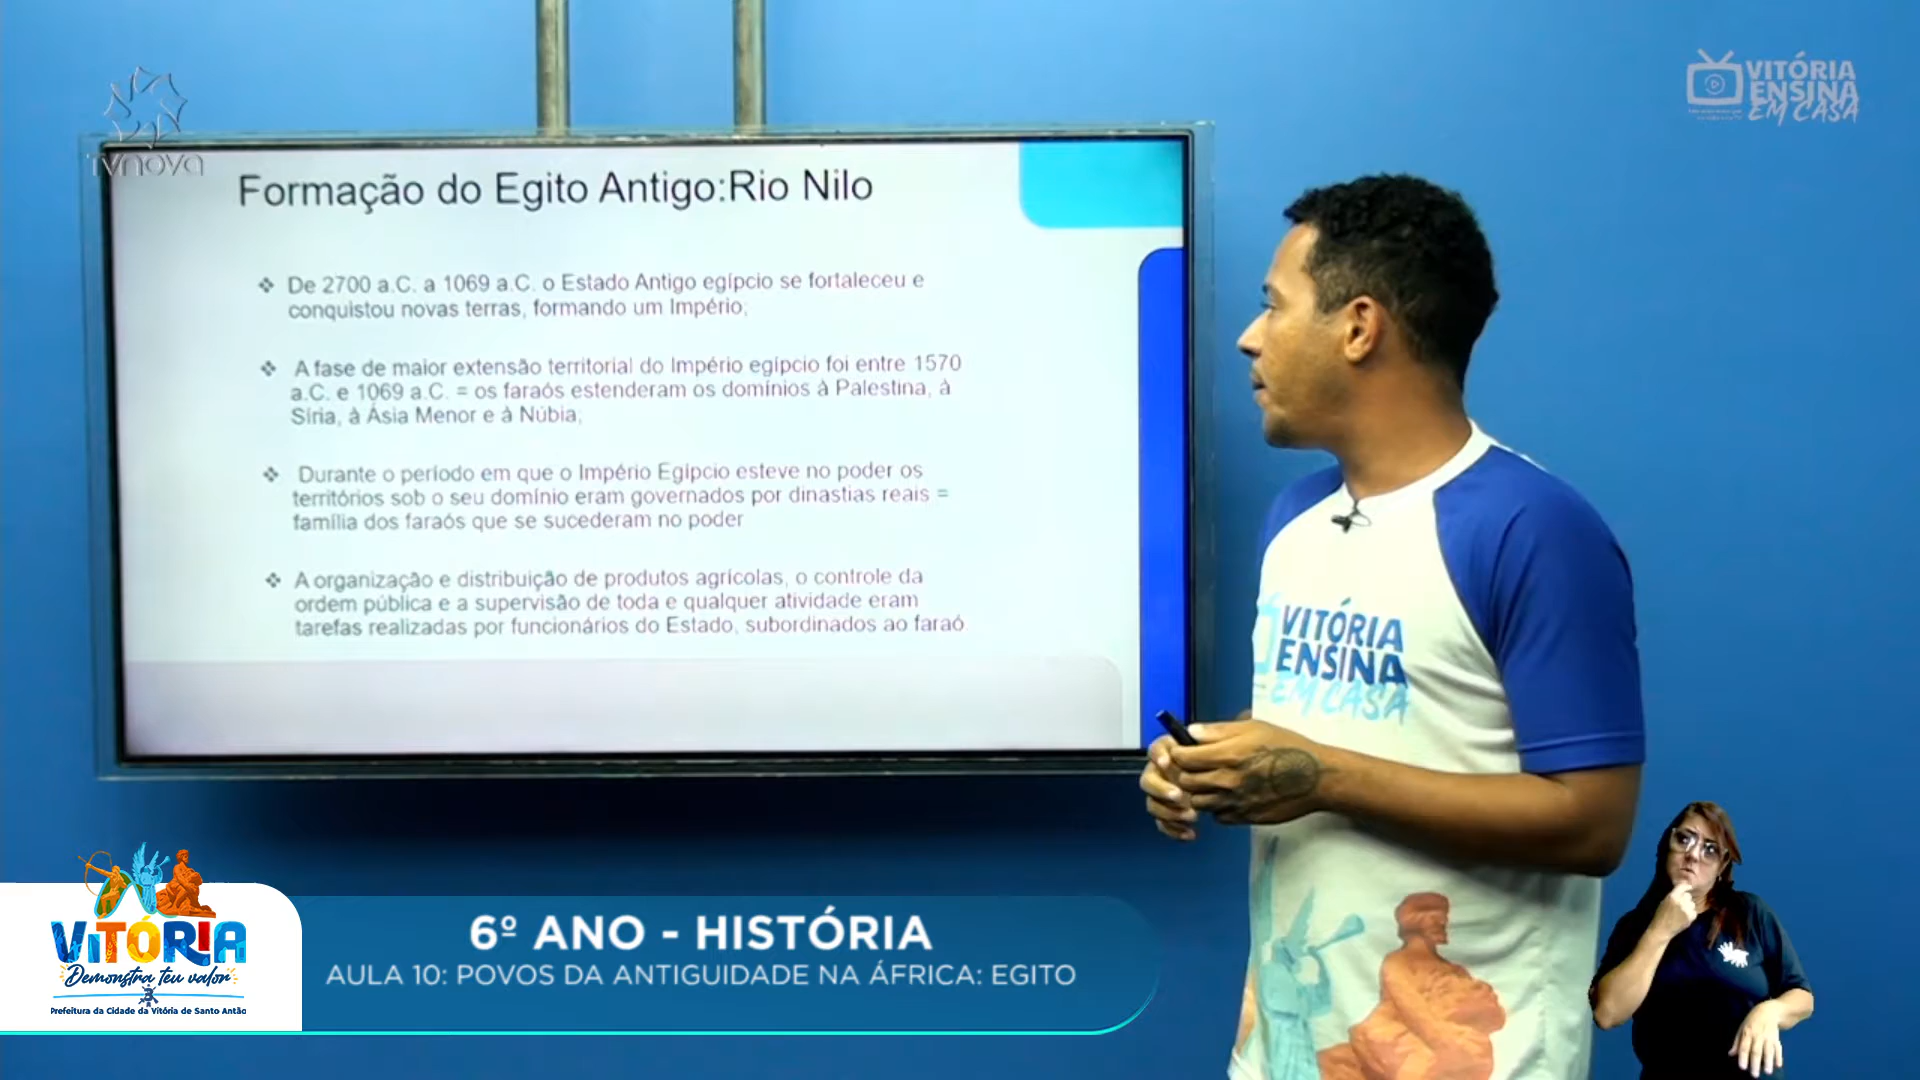 tvnova
VITÓRIA
ENSINA
EM CASA
Formação do Egito Antigo:Rio Nilo
❖ De 2700 a.C. a 1069 a.C. o Estado Antigo egípcio se fortaleceu e
conquistou novas terras, formando um Império;
❖ A fase de maior extensão territorial do Império egípcio foi entre 1570
a.C. e 1069 a.C. = os faraós estenderam os domínios à Palestina, à
Síria, à Ásia Menor e à Núbia;
❖ Durante o período em que o Império Egípcio esteve no poder os
territórios sob o seu domínio eram governados por dinastias reais =
família dos faraós que se sucederam no poder
❖ A organização e distribuição de produtos agrícolas, o controle da
ordem pública e a supervisão de toda e qualquer atividade eram
tarefas realizadas por funcionários do Estado, subordinados ao faraó.
VITÓRIA
ENSINA
EM CASA
VITÓRIA
Demonstra teu valor
Prefeitura da Cidade da Vitória de Santo Antão
6º ANO - HISTÓRIA
AULA 10: POVOS DA ANTIGUIDADE NA ÁFRICA: EGITO